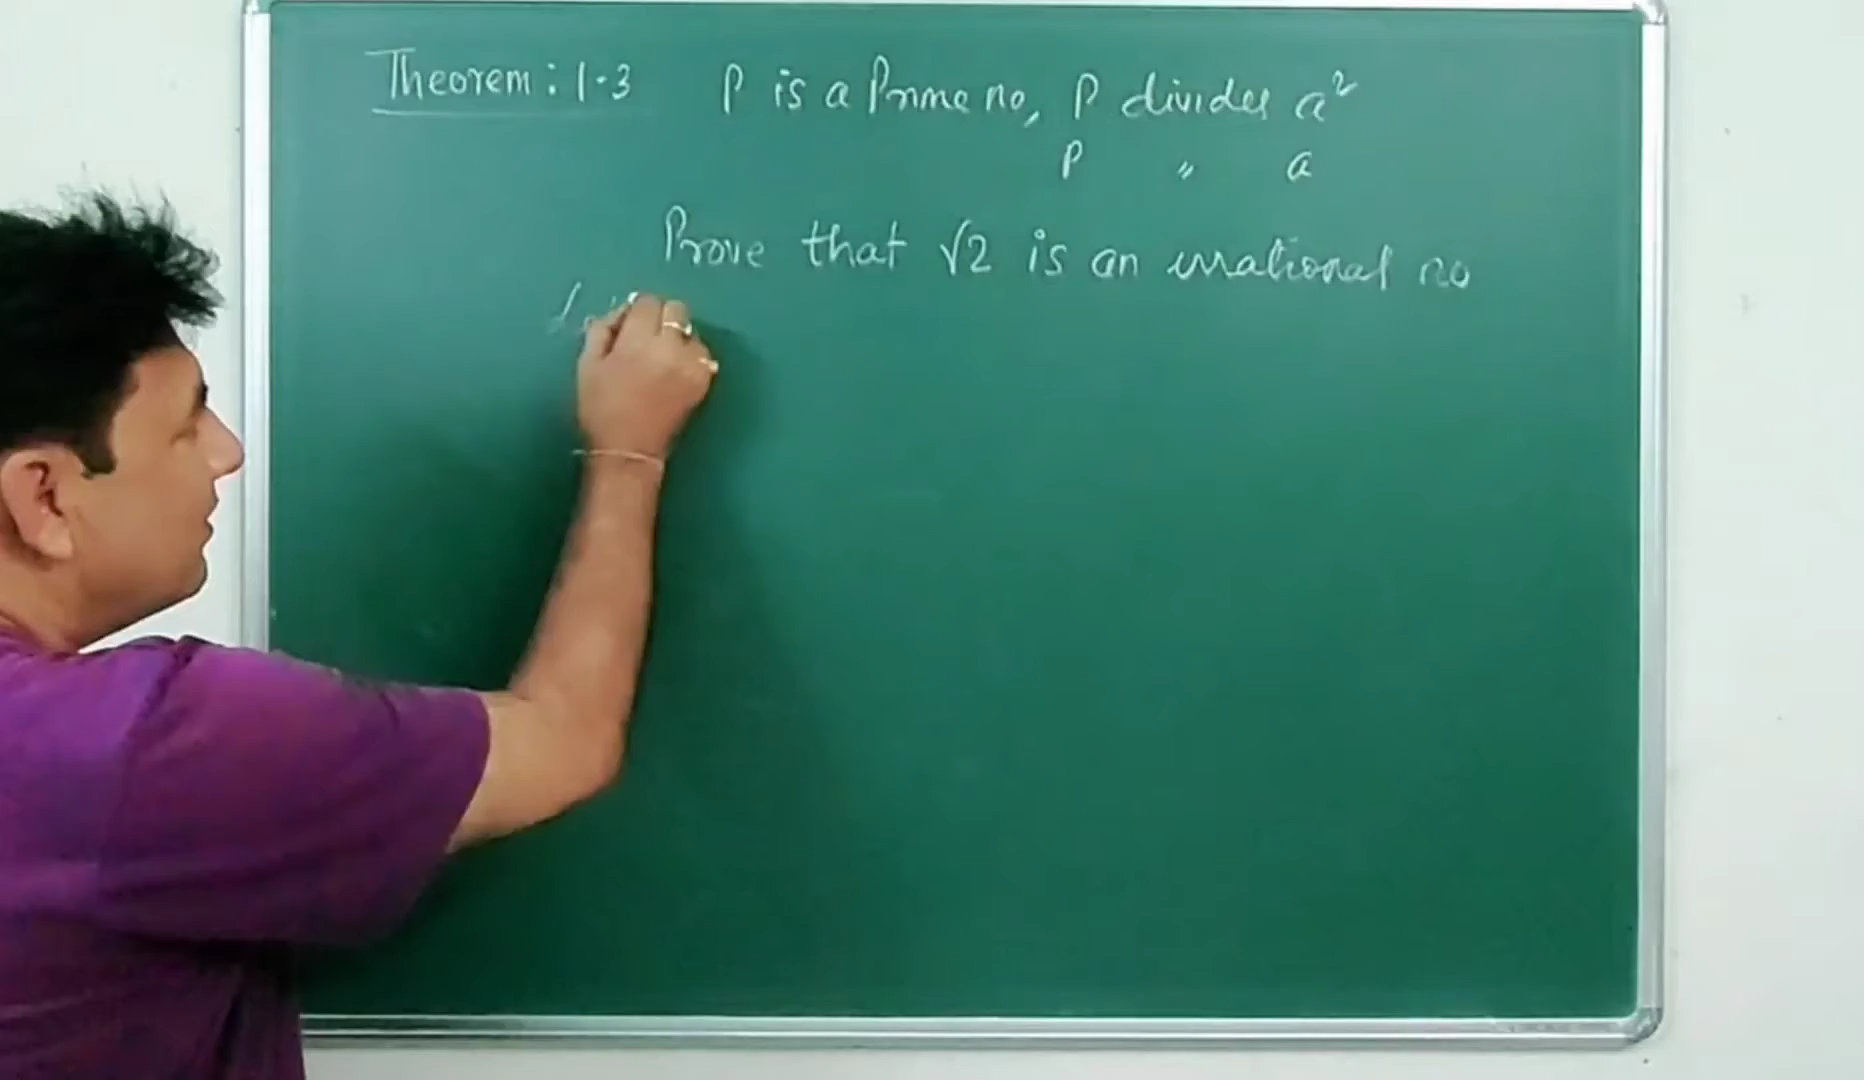 Theorem: 1.3 P is a Prime no, P divides a²
P " a
Prove that √2 is an irrational no